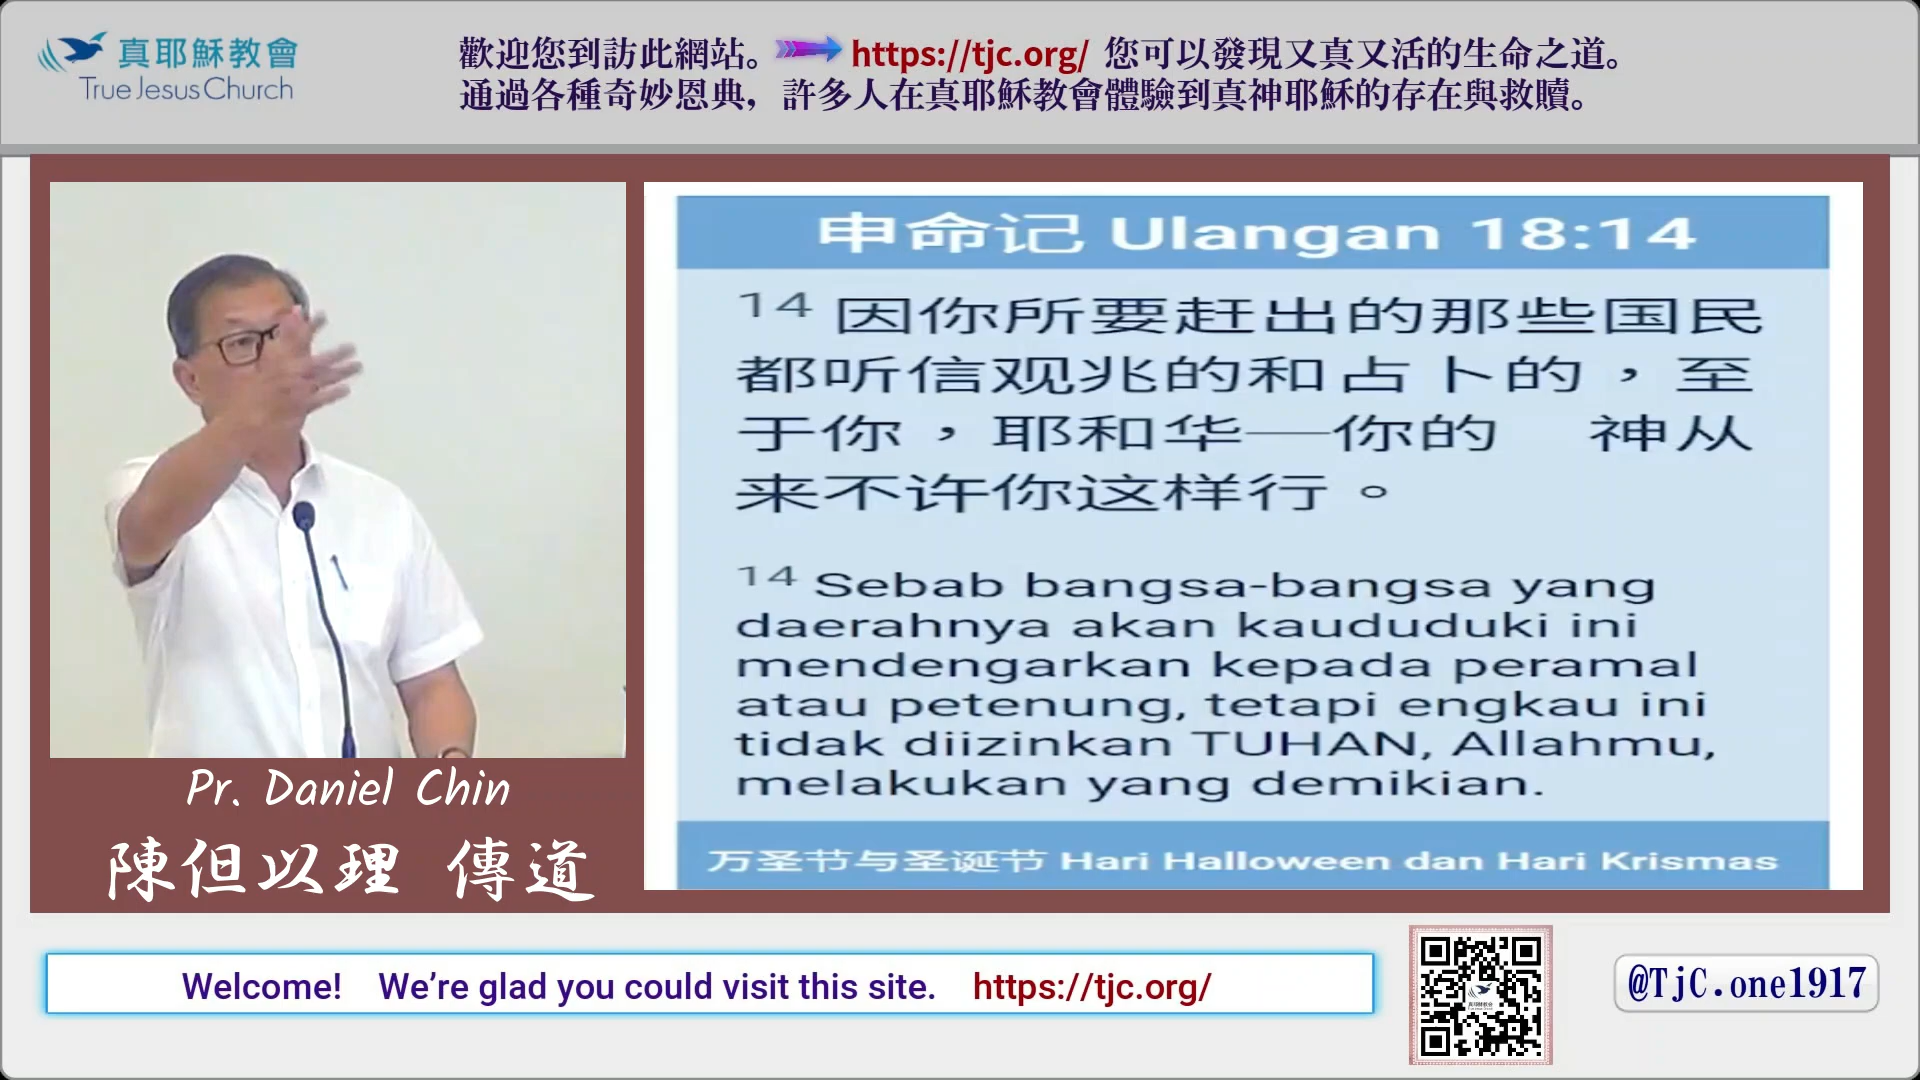 真耶穌教會
True Jesus Church
歡迎您到訪此網站。 https://tjc.org/ 您可以發現又真又活的生命之道。
通過各種奇妙恩典，許多人在真耶穌教會體驗到真神耶穌的存在與救贖。
申命记 Ulangan 18:14
14 因你所要赶出的那些国民
都听信观兆的和占卜的，至
于你，耶和华—你的　神从
来不许你这样行。
14 Sebab bangsa-bangsa yang
daerahnya akan kaududuki ini
mendengarkan kepada peramal
atau petenung, tetapi engkau ini
tidak diizinkan TUHAN, Allahmu,
melakukan yang demikian.
万圣节与圣诞节 Hari Halloween dan Hari Krismas
Pr. Daniel Chin
陳但以理 傳道
Welcome! We’re glad you could visit this site. https://tjc.org/
@TjC.one1917